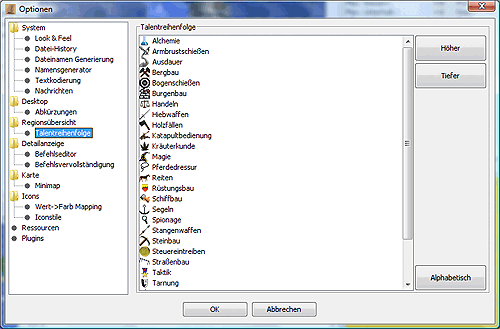 Optionen
System
Look & Feel
Datei-History
Dateinamen Generierung
Namensgenerator
Textkodierung
Nachrichten
Desktop
Abkürzungen
Regionsübersicht
Talentreihenfolge
Detailanzeige
Befehlseditor
Befehlsvervollständigung
Karte
Minimap
Icons
Wert->Farb Mapping
Iconstile
Ressourcen
Plugins
Talentreihenfolge
Alchemie
Armbrustschießen
Ausdauer
Bergbau
Bogenschießen
Burgenbau
Handeln
Hiebwaffen
Holzfällen
Katapultbedienung
Kräuterkunde
Magie
Pferdedressur
Reiten
Rüstungsbau
Schiffbau
Segeln
Spionage
Stangenwaffen
Steinbau
Steuereintreiben
Straßenbau
Taktik
Tarnung
Höher
Tiefer
Alphabetisch
OK
Abbrechen